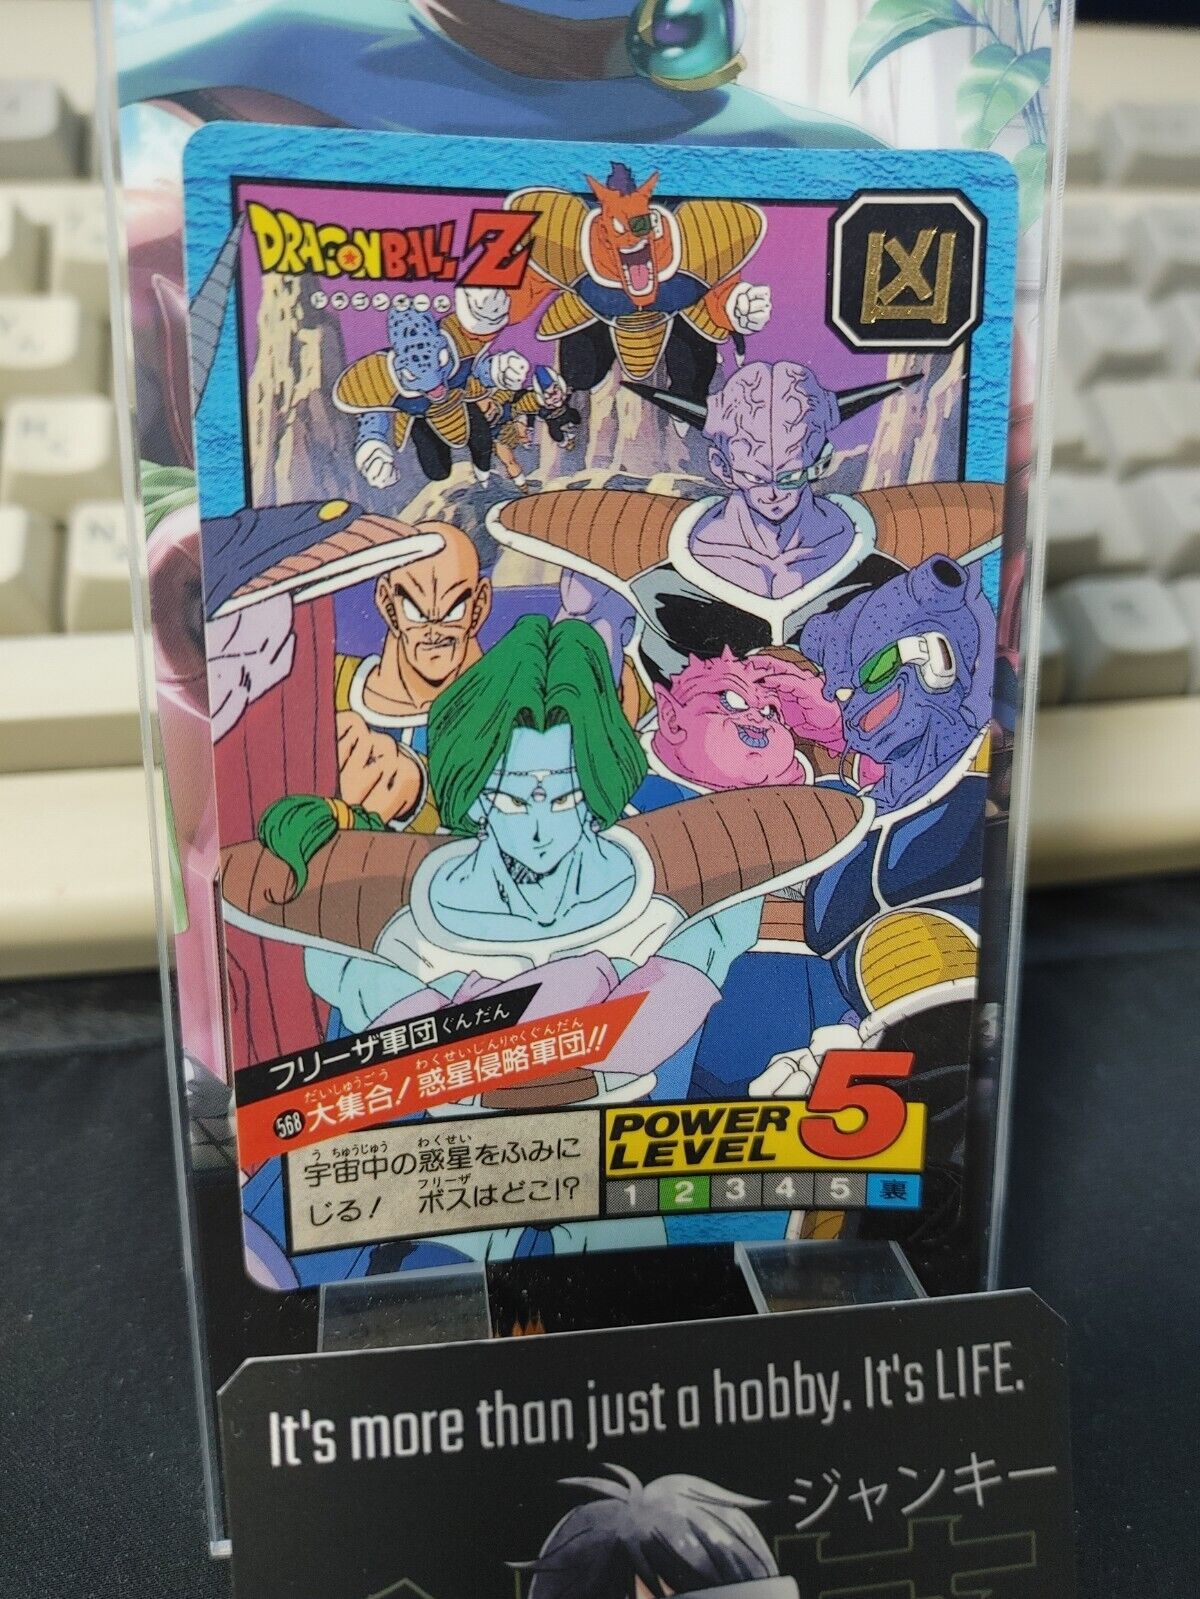 DRAGON BALL Z
ドラゴンボール
凶
フリーザ軍団ぐんだん
だいしゅうごう わくせいしんりゃくぐんだん
568 大集合! 惑星侵略軍団!!
うちゅうじゅう わくせい
宇宙中の惑星をふみに
フリーザ
じる! ボスはどこ!?
POWER LEVEL 5
1 2 3 4 5 裏
It's more than just a hobby. It's LIFE.
ジャンキー